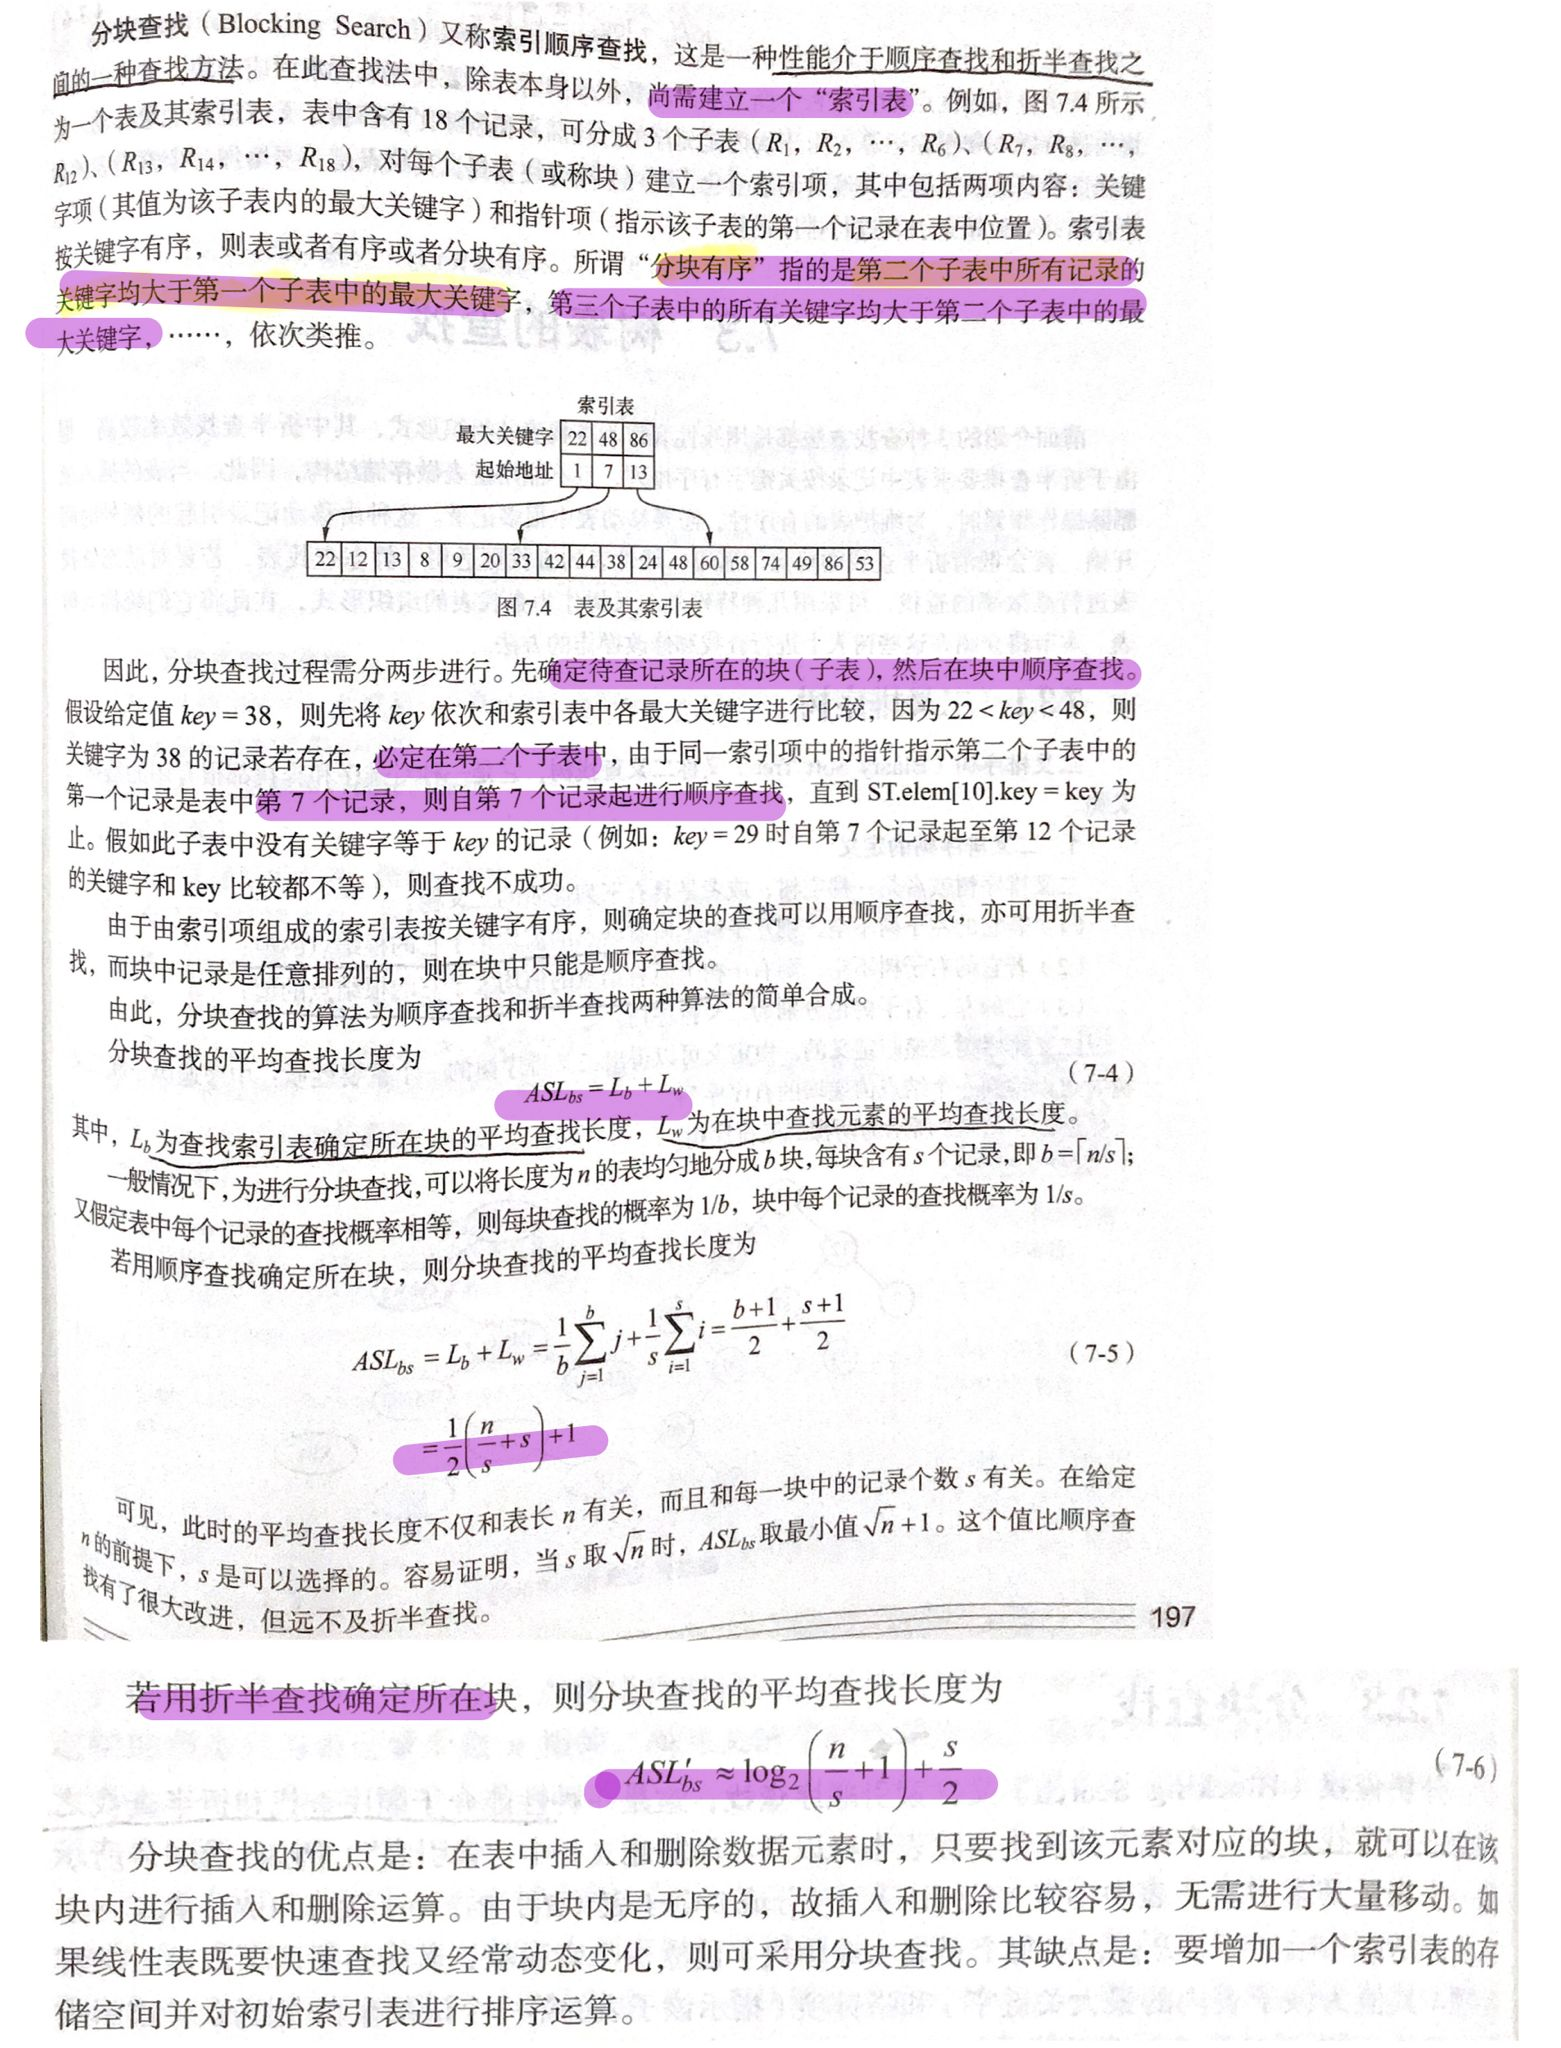 分块查找（Blocking Search）又称索引顺序查找，这是一种性能介于顺序查找和折半查找之
间的一种查找方法。在此查找法中，除表本身以外，尚需建立一个“索引表”。例如，图 7.4 所示
为一个表及其索引表，表中含有 18 个记录，可分成 3 个子表（R₁，R₂，…，R₆）、（R₇，R₈，…，
R₁₂）、（R₁₃，R₁₄，…，R₁₈），对每个子表（或称块）建立一个索引项，其中包括两项内容：关键
字项（其值为该子表内的最大关键字）和指针项（指示该子表的第一个记录在表中位置）。索引表
按关键字有序，则表或者有序或者分块有序。所谓“分块有序”指的是第二个子表中所有记录的
关键字均大于第一个子表中的最大关键字，第三个子表中的所有关键字均大于第二个子表中的最
大关键字，……，依次类推。
索引表
最大关键字 22 48 86
起始地址 1 7 13
22 12 13 8 9 20 33 42 44 38 24 48 60 58 74 49 86 53
图 7.4 表及其索引表
因此，分块查找过程需分两步进行。先确定待查记录所在的块（子表），然后在块中顺序查找。
假设给定值 key = 38，则先将 key 依次和索引表中各最大关键字进行比较，因为 22 < key < 48，则
关键字为 38 的记录若存在，必定在第二个子表中，由于同一索引项中的指针指示第二个子表中的
第一个记录是表中第 7 个记录，则自第 7 个记录起进行顺序查找，直到 ST.elem[10].key = key 为
止。假如此子表中没有关键字等于 key 的记录（例如：key = 29 时自第 7 个记录起至第 12 个记录
的关键字和 key 比较都不等），则查找不成功。
由于由索引项组成的索引表按关键字有序，则确定块的查找可以用顺序查找，亦可用折半查
找，而块中记录是任意排列的，则在块中只能是顺序查找。
由此，分块查找的算法为顺序查找和折半查找两种算法的简单合成。
分块查找的平均查找长度为
ASL_bs = L_b + L_w （7-4）
其中，L_b为查找索引表确定所在块的平均查找长度，L_w为在块中查找元素的平均查找长度。
一般情况下，为进行分块查找，可以将长度为 n 的表均匀地分成 b 块，每块含有 s 个记录，即 b =⌈n/s⌉；
又假定表中每个记录的查找概率相等，则每块查找的概率为 1/b，块中每个记录的查找概率为 1/s。
若用顺序查找确定所在块，则分块查找的平均查找长度为
ASL_bs = L_b + L_w = \frac{1}{b}\sum_{j=1}^{b} j + \frac{1}{s}\sum_{i=1}^{s} i = \frac{b+1}{2} + \frac{s+1}{2} （7-5）
= \frac{1}{2}(\frac{n}{s} + s) + 1
可见，此时的平均查找长度不仅和表长 n 有关，而且和每一块中的记录个数 s 有关。在给定
n 的前提下，s 是可以选择的。容易证明，当 s 取 √n 时，ASL_bs 取最小值 √n + 1。这个值比顺序查
找有了很大改进，但远不及折半查找。
197
若用折半查找确定所在块，则分块查找的平均查找长度为
ASL'_bs ≈ log₂(\frac{n}{s} + 1) + \frac{s}{2} （7-6）
分块查找的优点是：在表中插入和删除数据元素时，只要找到该元素对应的块，就可以在该
块内进行插入和删除运算。由于块内是无序的，故插入和删除比较容易，无需进行大量移动。如
果线性表既要快速查找又经常动态变化，则可采用分块查找。其缺点是：要增加一个索引表的存
储空间并对初始索引表进行排序运算。